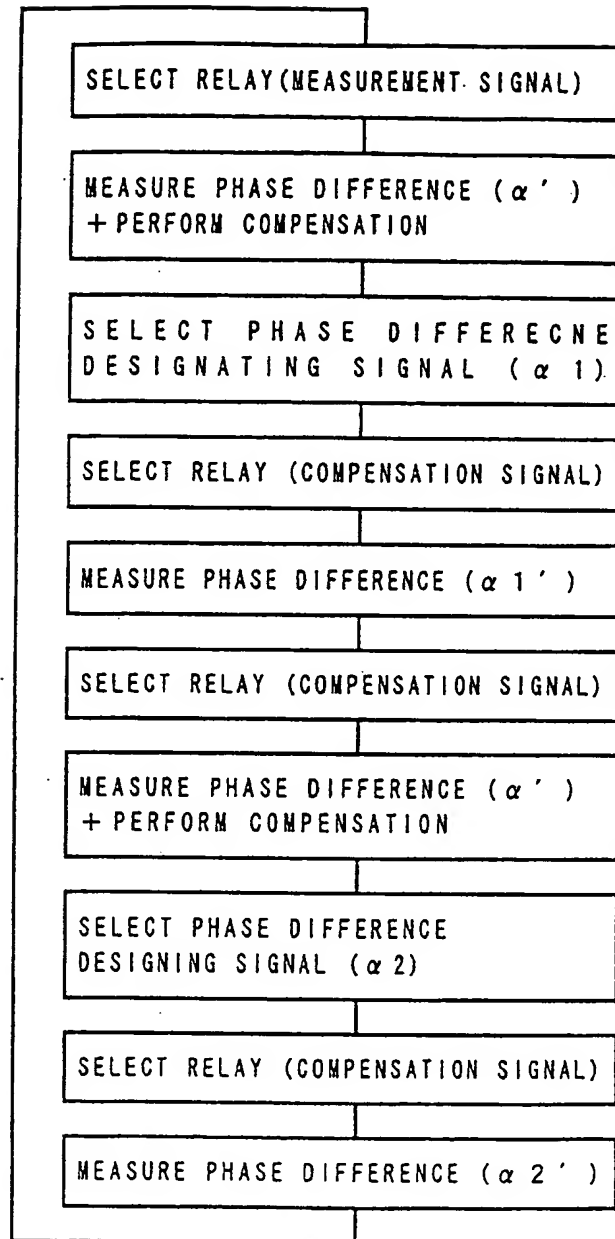 SELECT RELAY(MEASUREMENT SIGNAL)
MEASURE PHASE DIFFERENCE (α′)
+PERFORM COMPENSATION
SELECT PHASE DIFFERECNE
DESIGNATING SIGNAL (α 1)
SELECT RELAY (COMPENSATION SIGNAL)
MEASURE PHASE DIFFERENCE (α 1′)
SELECT RELAY (COMPENSATION SIGNAL)
MEASURE PHASE DIFFERENCE (α′)
+PERFORM COMPENSATION
SELECT PHASE DIFFERENCE
DESIGNING SIGNAL (α2)
SELECT RELAY (COMPENSATION SIGNAL)
MEASURE PHASE DIFFERENCE (α 2′)